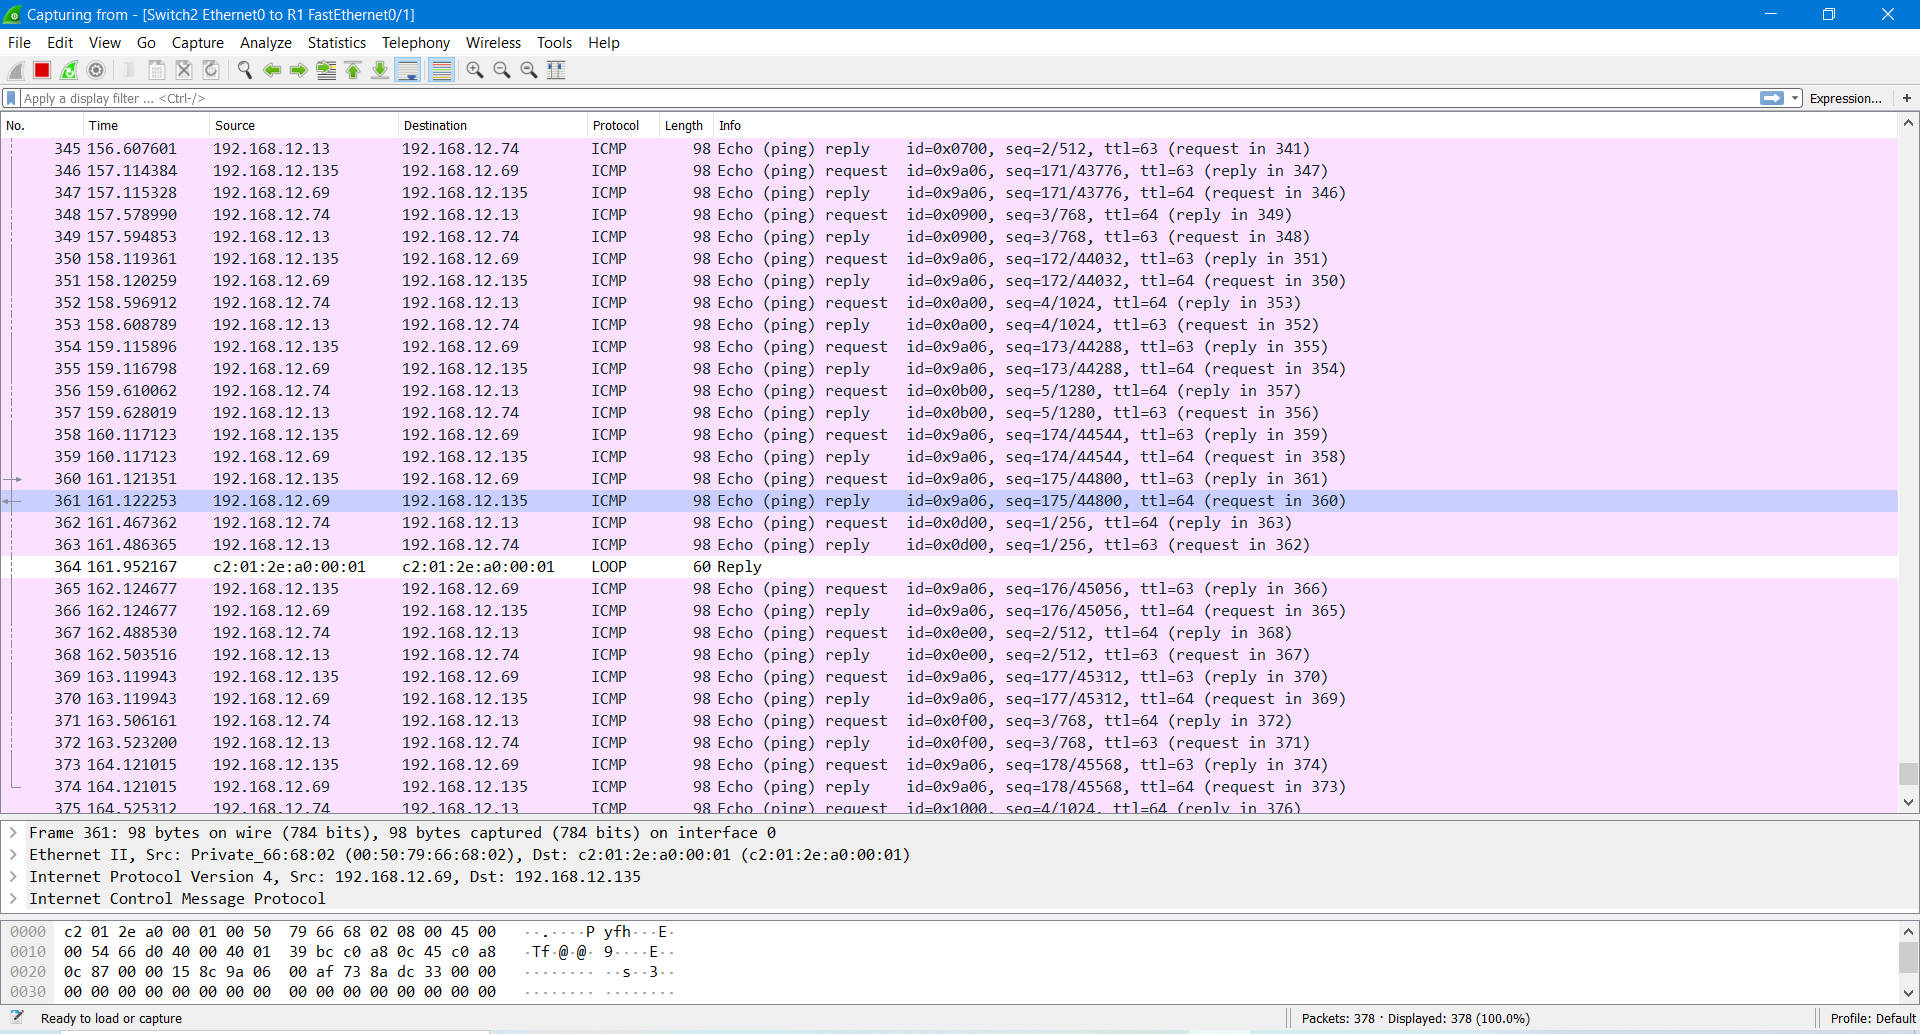 Capturing from - [Switch2 Ethernet0 to R1 FastEthernet0/1]
File Edit View Go Capture Analyze Statistics Telephony Wireless Tools Help
Apply a display filter ... <Ctrl-/> Expression... +
No. Time Source Destination Protocol Length Info
345 156.607601 192.168.12.13 192.168.12.74 ICMP 98 Echo (ping) reply id=0x0700, seq=2/512, ttl=63 (request in 341)
346 157.114384 192.168.12.135 192.168.12.69 ICMP 98 Echo (ping) request id=0x9a06, seq=171/43776, ttl=63 (reply in 347)
347 157.115328 192.168.12.69 192.168.12.135 ICMP 98 Echo (ping) reply id=0x9a06, seq=171/43776, ttl=64 (request in 346)
348 157.578990 192.168.12.74 192.168.12.13 ICMP 98 Echo (ping) request id=0x0900, seq=3/768, ttl=64 (reply in 349)
349 157.594853 192.168.12.13 192.168.12.74 ICMP 98 Echo (ping) reply id=0x0900, seq=3/768, ttl=63 (request in 348)
350 158.119361 192.168.12.135 192.168.12.69 ICMP 98 Echo (ping) request id=0x9a06, seq=172/44032, ttl=63 (reply in 351)
351 158.120259 192.168.12.69 192.168.12.135 ICMP 98 Echo (ping) reply id=0x9a06, seq=172/44032, ttl=64 (request in 350)
352 158.596912 192.168.12.74 192.168.12.13 ICMP 98 Echo (ping) request id=0x0a00, seq=4/1024, ttl=64 (reply in 353)
353 158.608789 192.168.12.13 192.168.12.74 ICMP 98 Echo (ping) reply id=0x0a00, seq=4/1024, ttl=63 (request in 352)
354 159.115896 192.168.12.135 192.168.12.69 ICMP 98 Echo (ping) request id=0x9a06, seq=173/44288, ttl=63 (reply in 355)
355 159.116798 192.168.12.69 192.168.12.135 ICMP 98 Echo (ping) reply id=0x9a06, seq=173/44288, ttl=64 (request in 354)
356 159.610062 192.168.12.74 192.168.12.13 ICMP 98 Echo (ping) request id=0x0b00, seq=5/1280, ttl=64 (reply in 357)
357 159.628019 192.168.12.13 192.168.12.74 ICMP 98 Echo (ping) reply id=0x0b00, seq=5/1280, ttl=63 (request in 356)
358 160.117123 192.168.12.135 192.168.12.69 ICMP 98 Echo (ping) request id=0x9a06, seq=174/44544, ttl=63 (reply in 359)
359 160.117123 192.168.12.69 192.168.12.135 ICMP 98 Echo (ping) reply id=0x9a06, seq=174/44544, ttl=64 (request in 358)
360 161.121351 192.168.12.135 192.168.12.69 ICMP 98 Echo (ping) request id=0x9a06, seq=175/44800, ttl=63 (reply in 361)
361 161.122253 192.168.12.69 192.168.12.135 ICMP 98 Echo (ping) reply id=0x9a06, seq=175/44800, ttl=64 (request in 360)
362 161.467362 192.168.12.74 192.168.12.13 ICMP 98 Echo (ping) request id=0x0d00, seq=1/256, ttl=64 (reply in 363)
363 161.486365 192.168.12.13 192.168.12.74 ICMP 98 Echo (ping) reply id=0x0d00, seq=1/256, ttl=63 (request in 362)
364 161.952167 c2:01:2e:a0:00:01 c2:01:2e:a0:00:01 LOOP 60 Reply
365 162.124677 192.168.12.135 192.168.12.69 ICMP 98 Echo (ping) request id=0x9a06, seq=176/45056, ttl=63 (reply in 366)
366 162.124677 192.168.12.69 192.168.12.135 ICMP 98 Echo (ping) reply id=0x9a06, seq=176/45056, ttl=64 (request in 365)
367 162.488530 192.168.12.74 192.168.12.13 ICMP 98 Echo (ping) request id=0x0e00, seq=2/512, ttl=64 (reply in 368)
368 162.503516 192.168.12.13 192.168.12.74 ICMP 98 Echo (ping) reply id=0x0e00, seq=2/512, ttl=63 (request in 367)
369 163.119943 192.168.12.135 192.168.12.69 ICMP 98 Echo (ping) request id=0x9a06, seq=177/45312, ttl=63 (reply in 370)
370 163.119943 192.168.12.69 192.168.12.135 ICMP 98 Echo (ping) reply id=0x9a06, seq=177/45312, ttl=64 (request in 369)
371 163.506161 192.168.12.74 192.168.12.13 ICMP 98 Echo (ping) request id=0x0f00, seq=3/768, ttl=64 (reply in 372)
372 163.523200 192.168.12.13 192.168.12.74 ICMP 98 Echo (ping) reply id=0x0f00, seq=3/768, ttl=63 (request in 371)
373 164.121015 192.168.12.135 192.168.12.69 ICMP 98 Echo (ping) request id=0x9a06, seq=178/45568, ttl=63 (reply in 374)
374 164.121015 192.168.12.69 192.168.12.135 ICMP 98 Echo (ping) reply id=0x9a06, seq=178/45568, ttl=64 (request in 373)
375 164.525312 192.168.12.74 192.168.12.13 ICMP 98 Echo (ping) request id=0x1000, seq=4/1024, ttl=64 (reply in 376)
Frame 361: 98 bytes on wire (784 bits), 98 bytes captured (784 bits) on interface 0
Ethernet II, Src: Private_66:68:02 (00:50:79:66:68:02), Dst: c2:01:2e:a0:00:01 (c2:01:2e:a0:00:01)
Internet Protocol Version 4, Src: 192.168.12.69, Dst: 192.168.12.135
Internet Control Message Protocol
0000 c2 01 2e a0 00 01 00 50 79 66 68 02 08 00 45 00 ··.····P yfh···E·
0010 00 54 66 d0 40 00 40 01 39 bc c0 a8 0c 45 c0 a8 ·Tf·@·@· 9····E··
0020 0c 87 00 00 15 8c 9a 06 00 af 73 8a dc 33 00 00 ········ ··s··3··
0030 00 00 00 00 00 00 00 00 00 00 00 00 00 00 00 00 ········ ········
Ready to load or capture Packets: 378 · Displayed: 378 (100.0%) Profile: Default